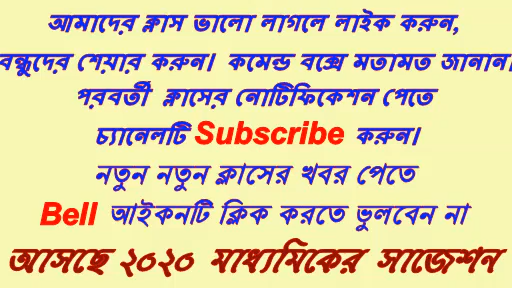 আমাদের ক্লাস ভালো লাগলে লাইক করুন,
বন্ধুদের শেয়ার করুন। কমেন্ড বক্সে মতামত জানান।
পরবর্তী ক্লাসের নোটিফিকেশন পেতে
চ্যানেলটি Subscribe করুন।
নতুন নতুন ক্লাসের খবর পেতে
Bell আইকনটি ক্লিক করতে ভুলবেন না
আসছে ২০২০ মাধ্যমিকের সাজেশন